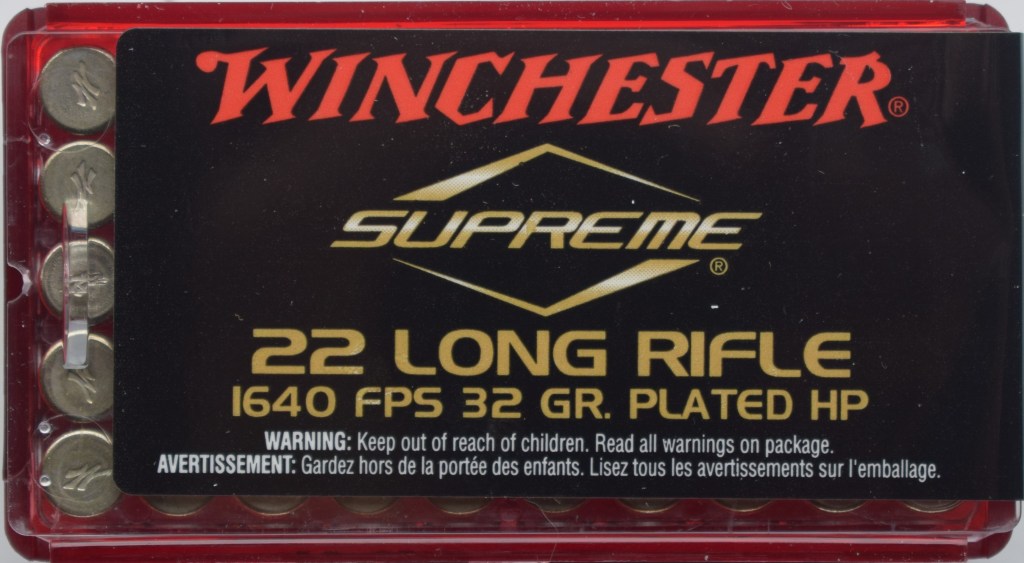 WINCHESTER®
SUPREME®
22 LONG RIFLE
1640 FPS 32 GR. PLATED HP
WARNING: Keep out of reach of children. Read all warnings on package.
AVERTISSEMENT: Gardez hors de la portée des enfants. Lisez tous les avertissements sur l'emballage.